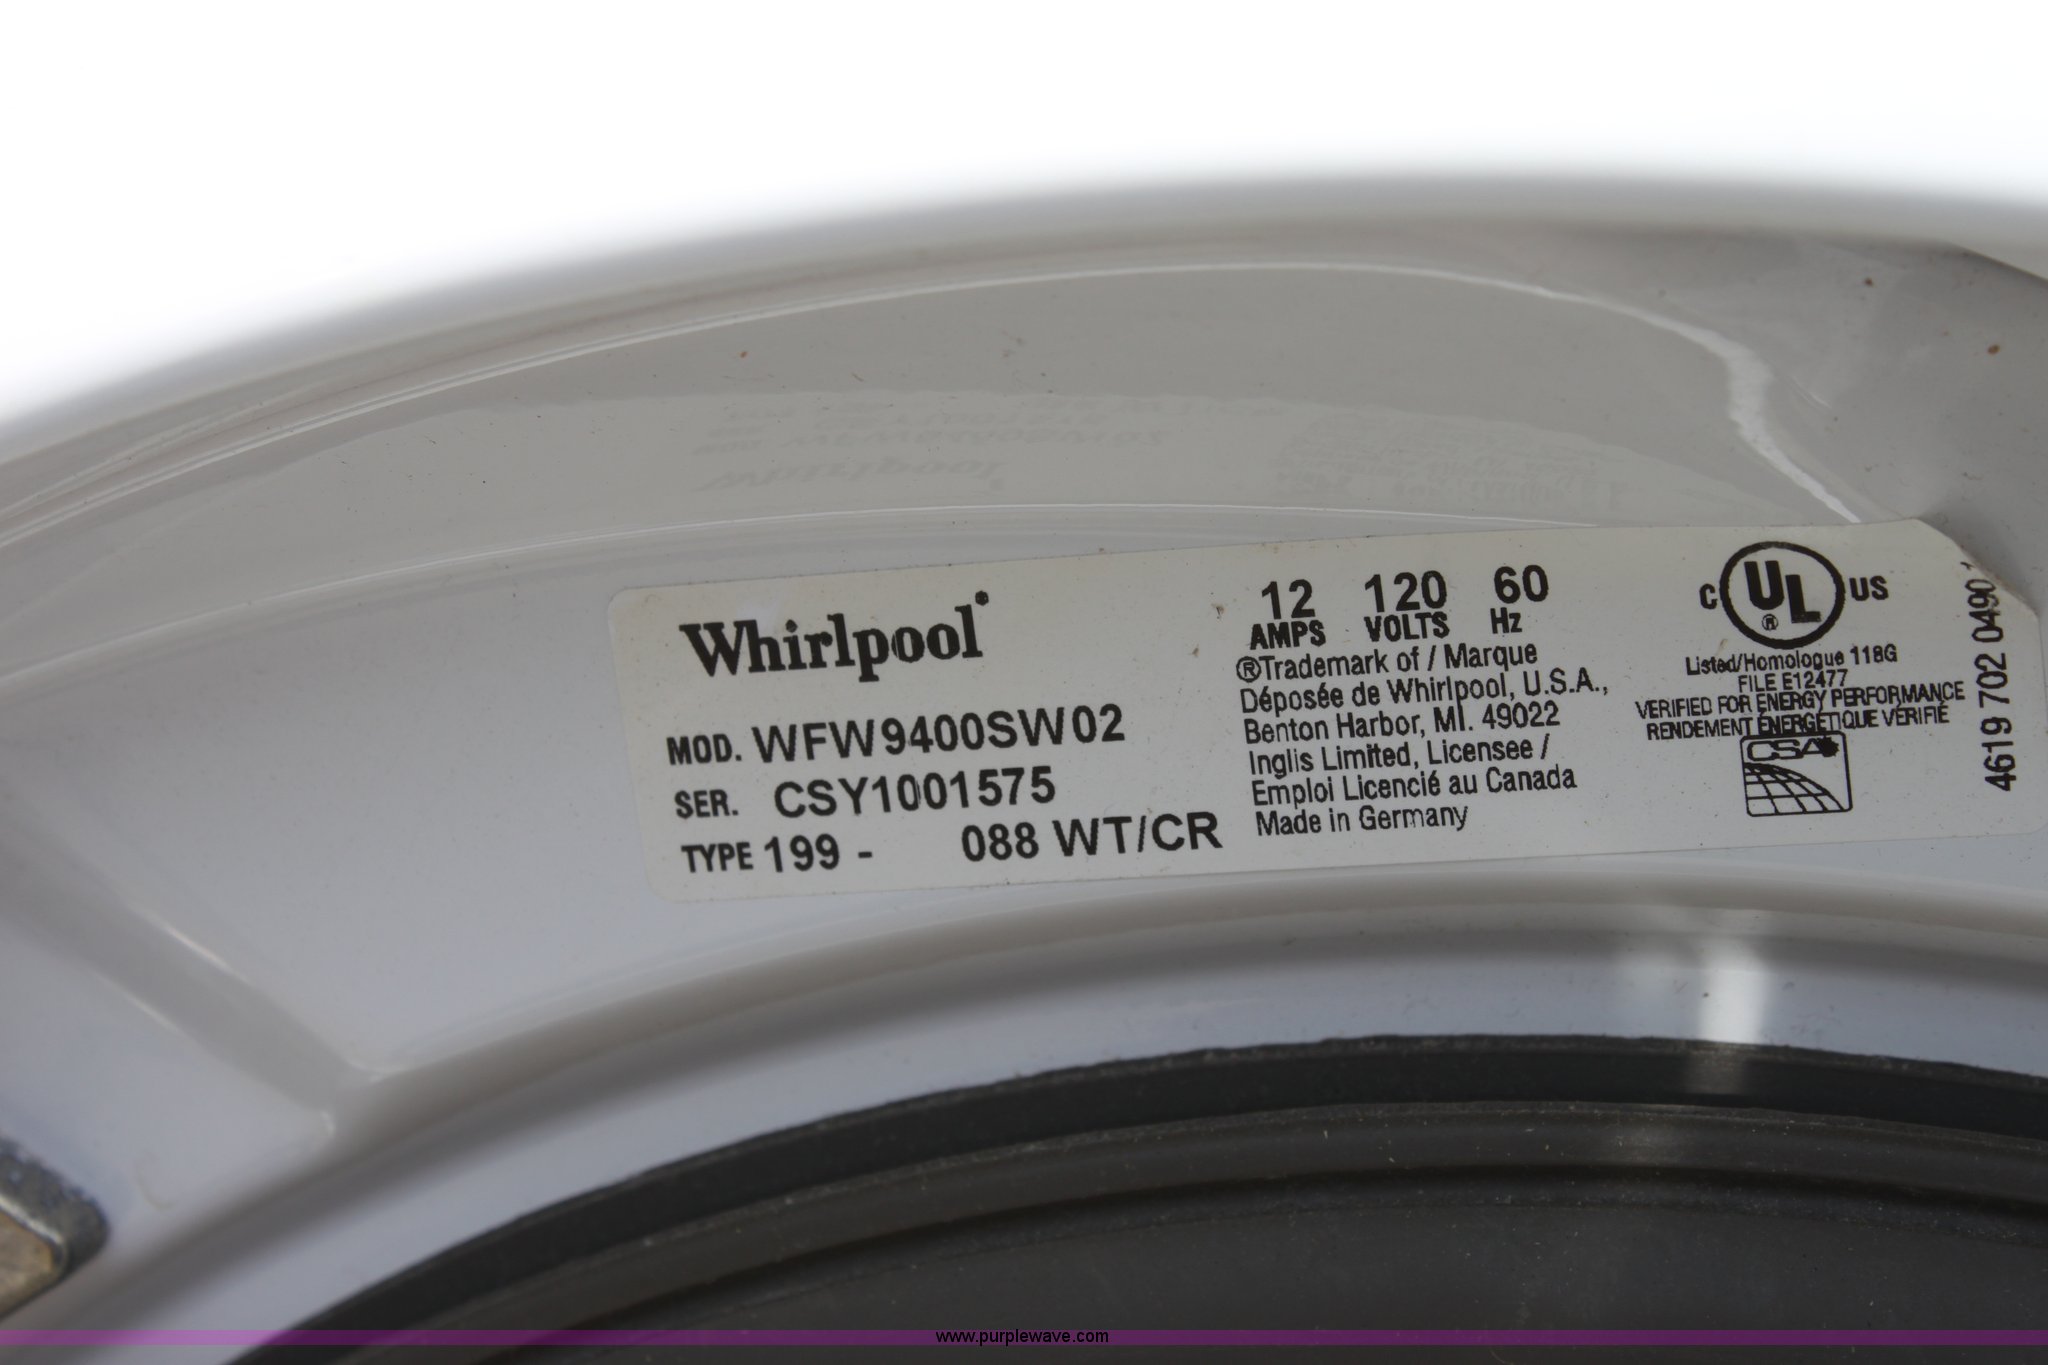 Whirlpool
MOD. WFW9400SW02
SER. CSY1001575
TYPE 199 - 088 WT/CR
12 120 60
AMPS VOLTS Hz
®Trademark of / Marque
Déposée de Whirlpool, U.S.A.,
Benton Harbor, MI. 49022
Inglis Limited, Licensee /
Emploi Licencié au Canada
Made in Germany
C UL ® US
Listed/Homologue 118G
FILE E12477
VERIFIED FOR ENERGY PERFORMANCE
RENDEMENT ÉNERGÉTIQUE VÉRIFIÉ
CSA
4619 702 0490
www.purplewave.com